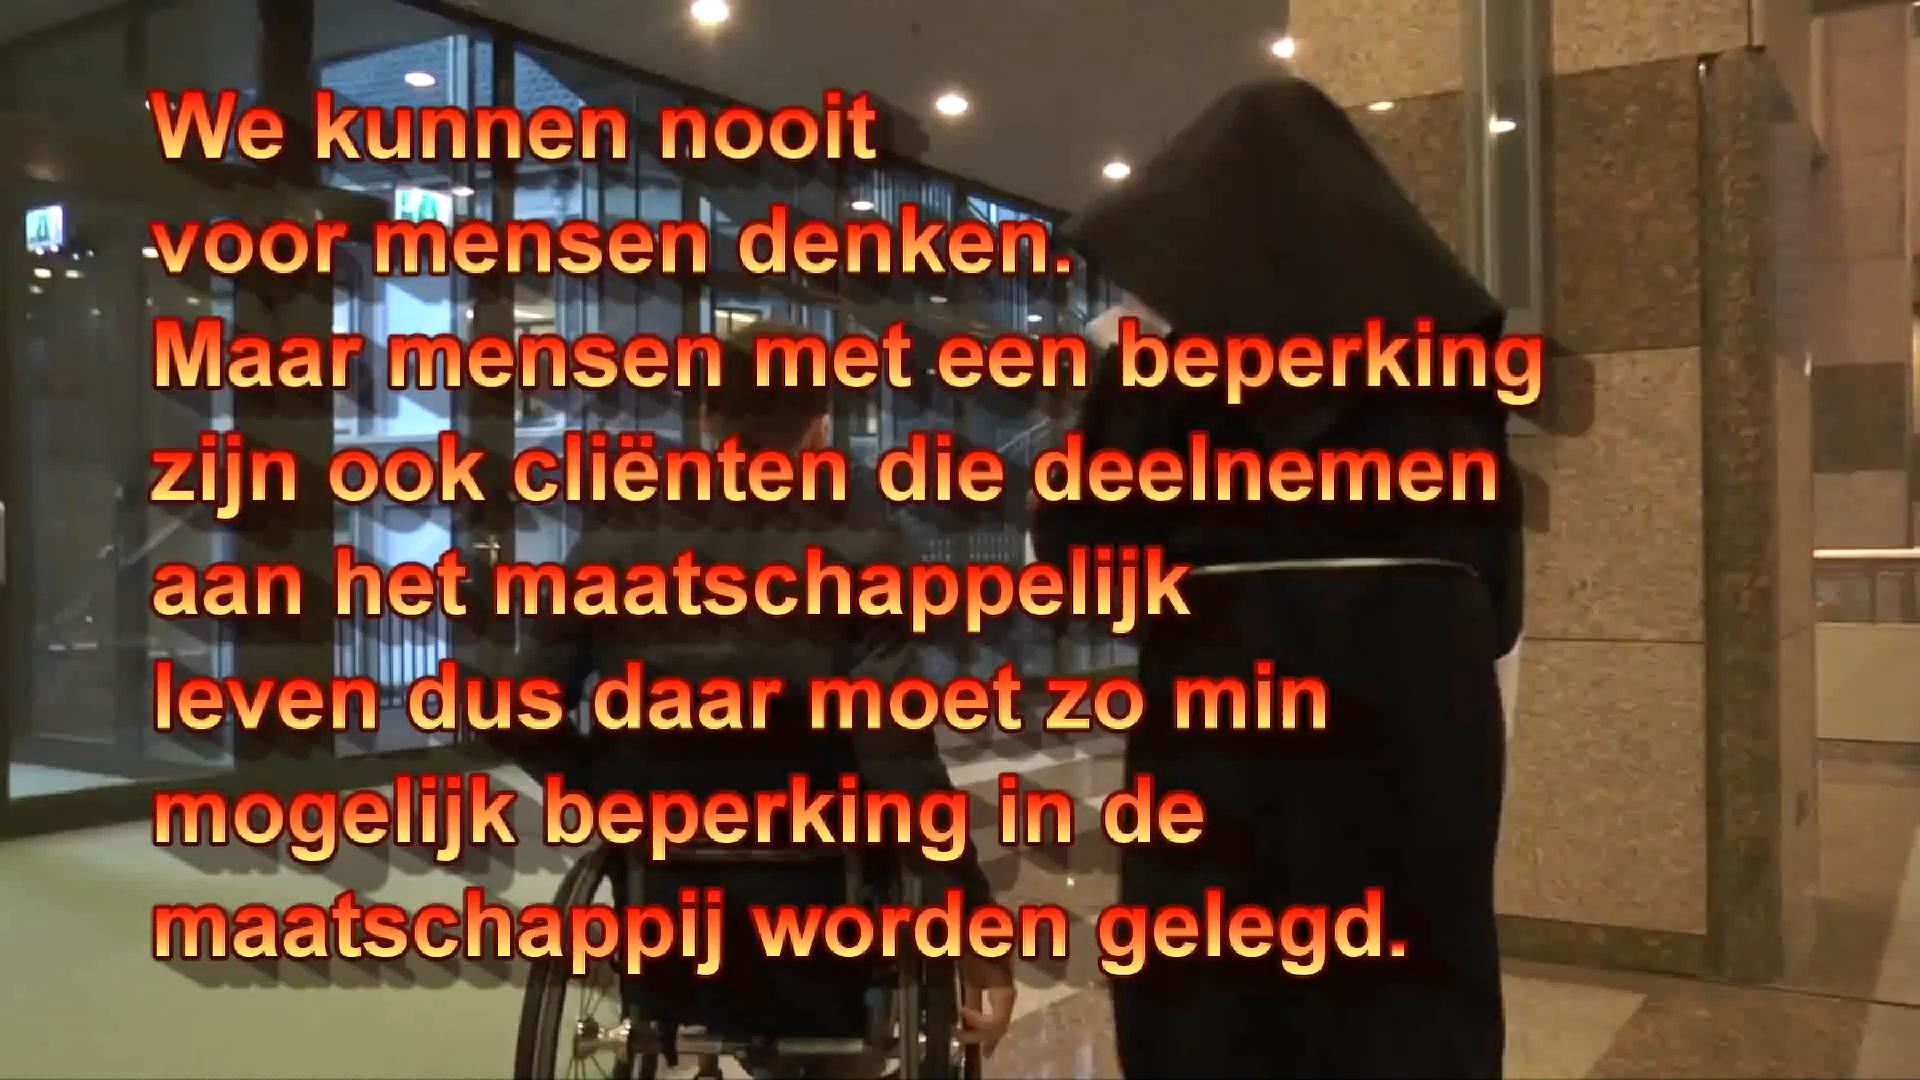 We kunnen nooit
voor mensen denken.
Maar mensen met een beperking
zijn ook cliënten die deelnemen
aan het maatschappelijk
leven dus daar moet zo min
mogelijk beperking in de
maatschappij worden gelegd.